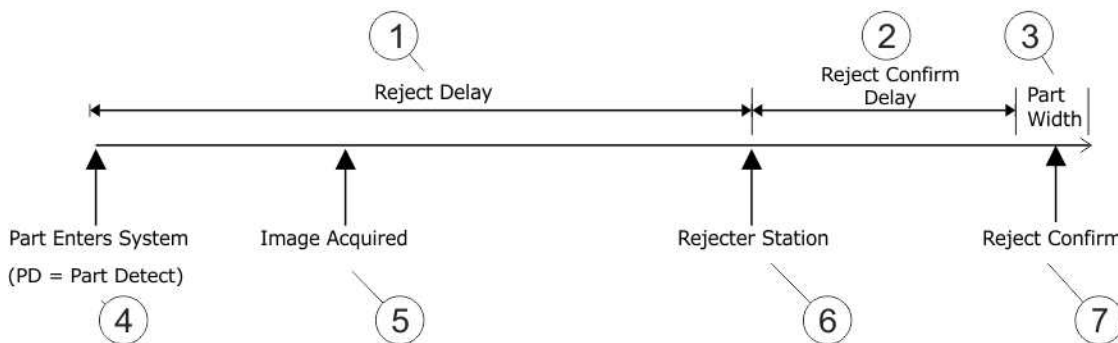 1
2
3
Reject Delay
Reject Confirm
Delay
Part
Width
Part Enters System
(PD = Part Detect)
Image Acquired
Rejecter Station
Reject Confirm
4
5
6
7